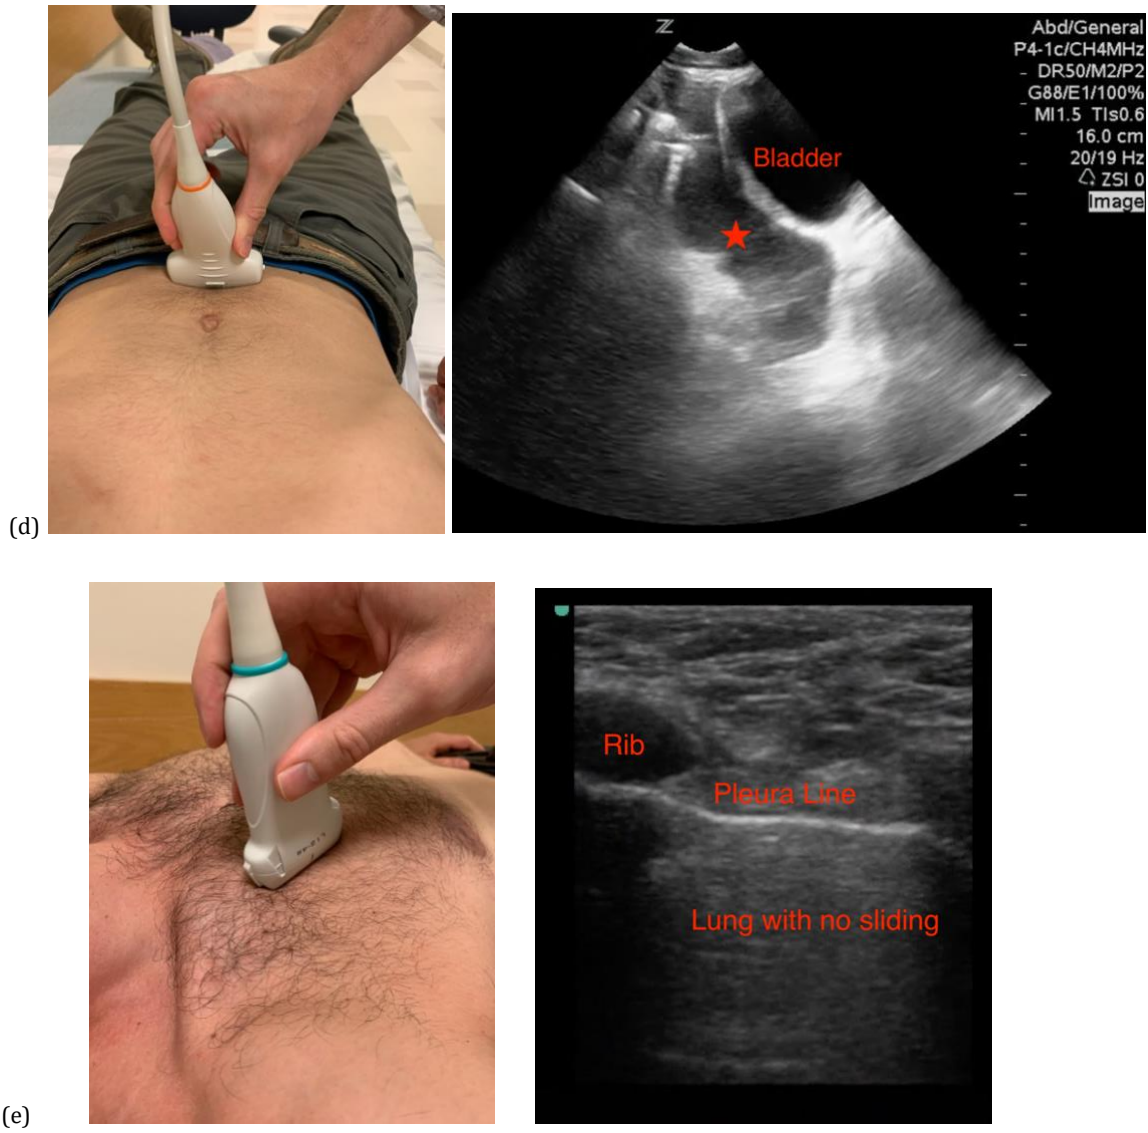 Abd/General
P4-1c/CH4MHz
DR50/M2/P2
G88/E1/100%
MI1.5 TIs0.6
16.0 cm
20/19 Hz
ZSI 0
Image
Bladder
(d)
Rib
Pleura Line
Lung with no sliding
(e)